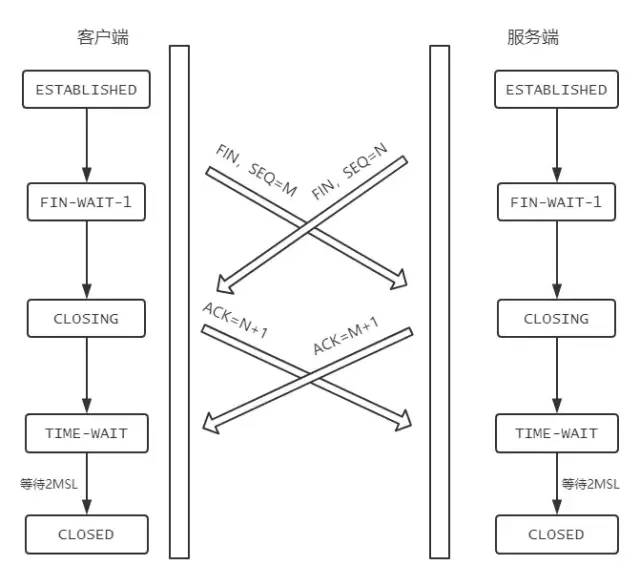 客户端
服务端
ESTABLISHED
ESTABLISHED
FIN，SEQ=M
FIN，SEQ=N
FIN-WAIT-1
FIN-WAIT-1
CLOSING
CLOSING
ACK=N+1
ACK=M+1
TIME-WAIT
TIME-WAIT
等待2MSL
等待2MSL
CLOSED
CLOSED